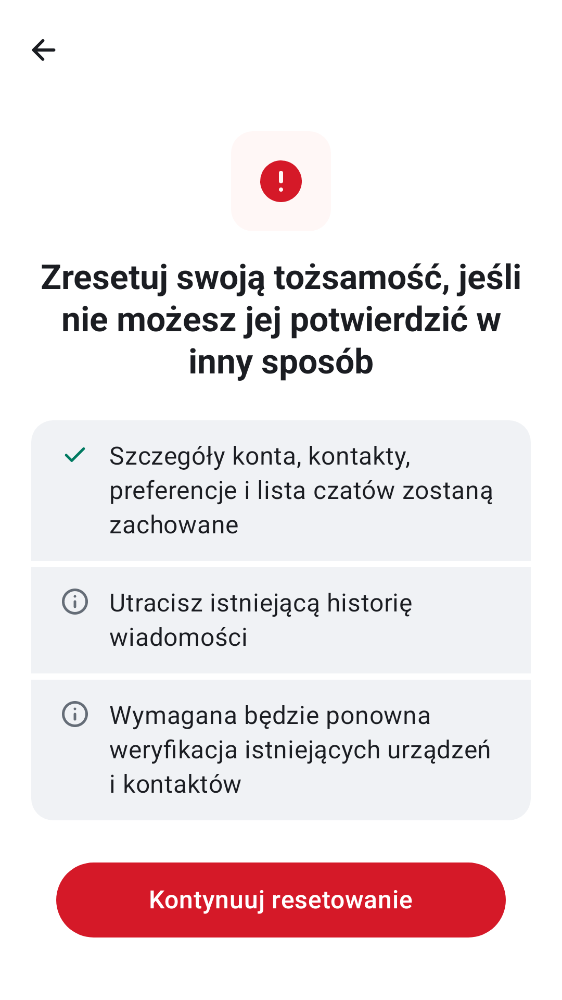 Zresetuj swoją tożsamość, jeśli
nie możesz jej potwierdzić w
inny sposób
Szczegóły konta, kontakty,
preferencje i lista czatów zostaną
zachowane
Utracisz istniejącą historię
wiadomości
Wymagana będzie ponowna
weryfikacja istniejących urządzeń
i kontaktów
Kontynuuj resetowanie